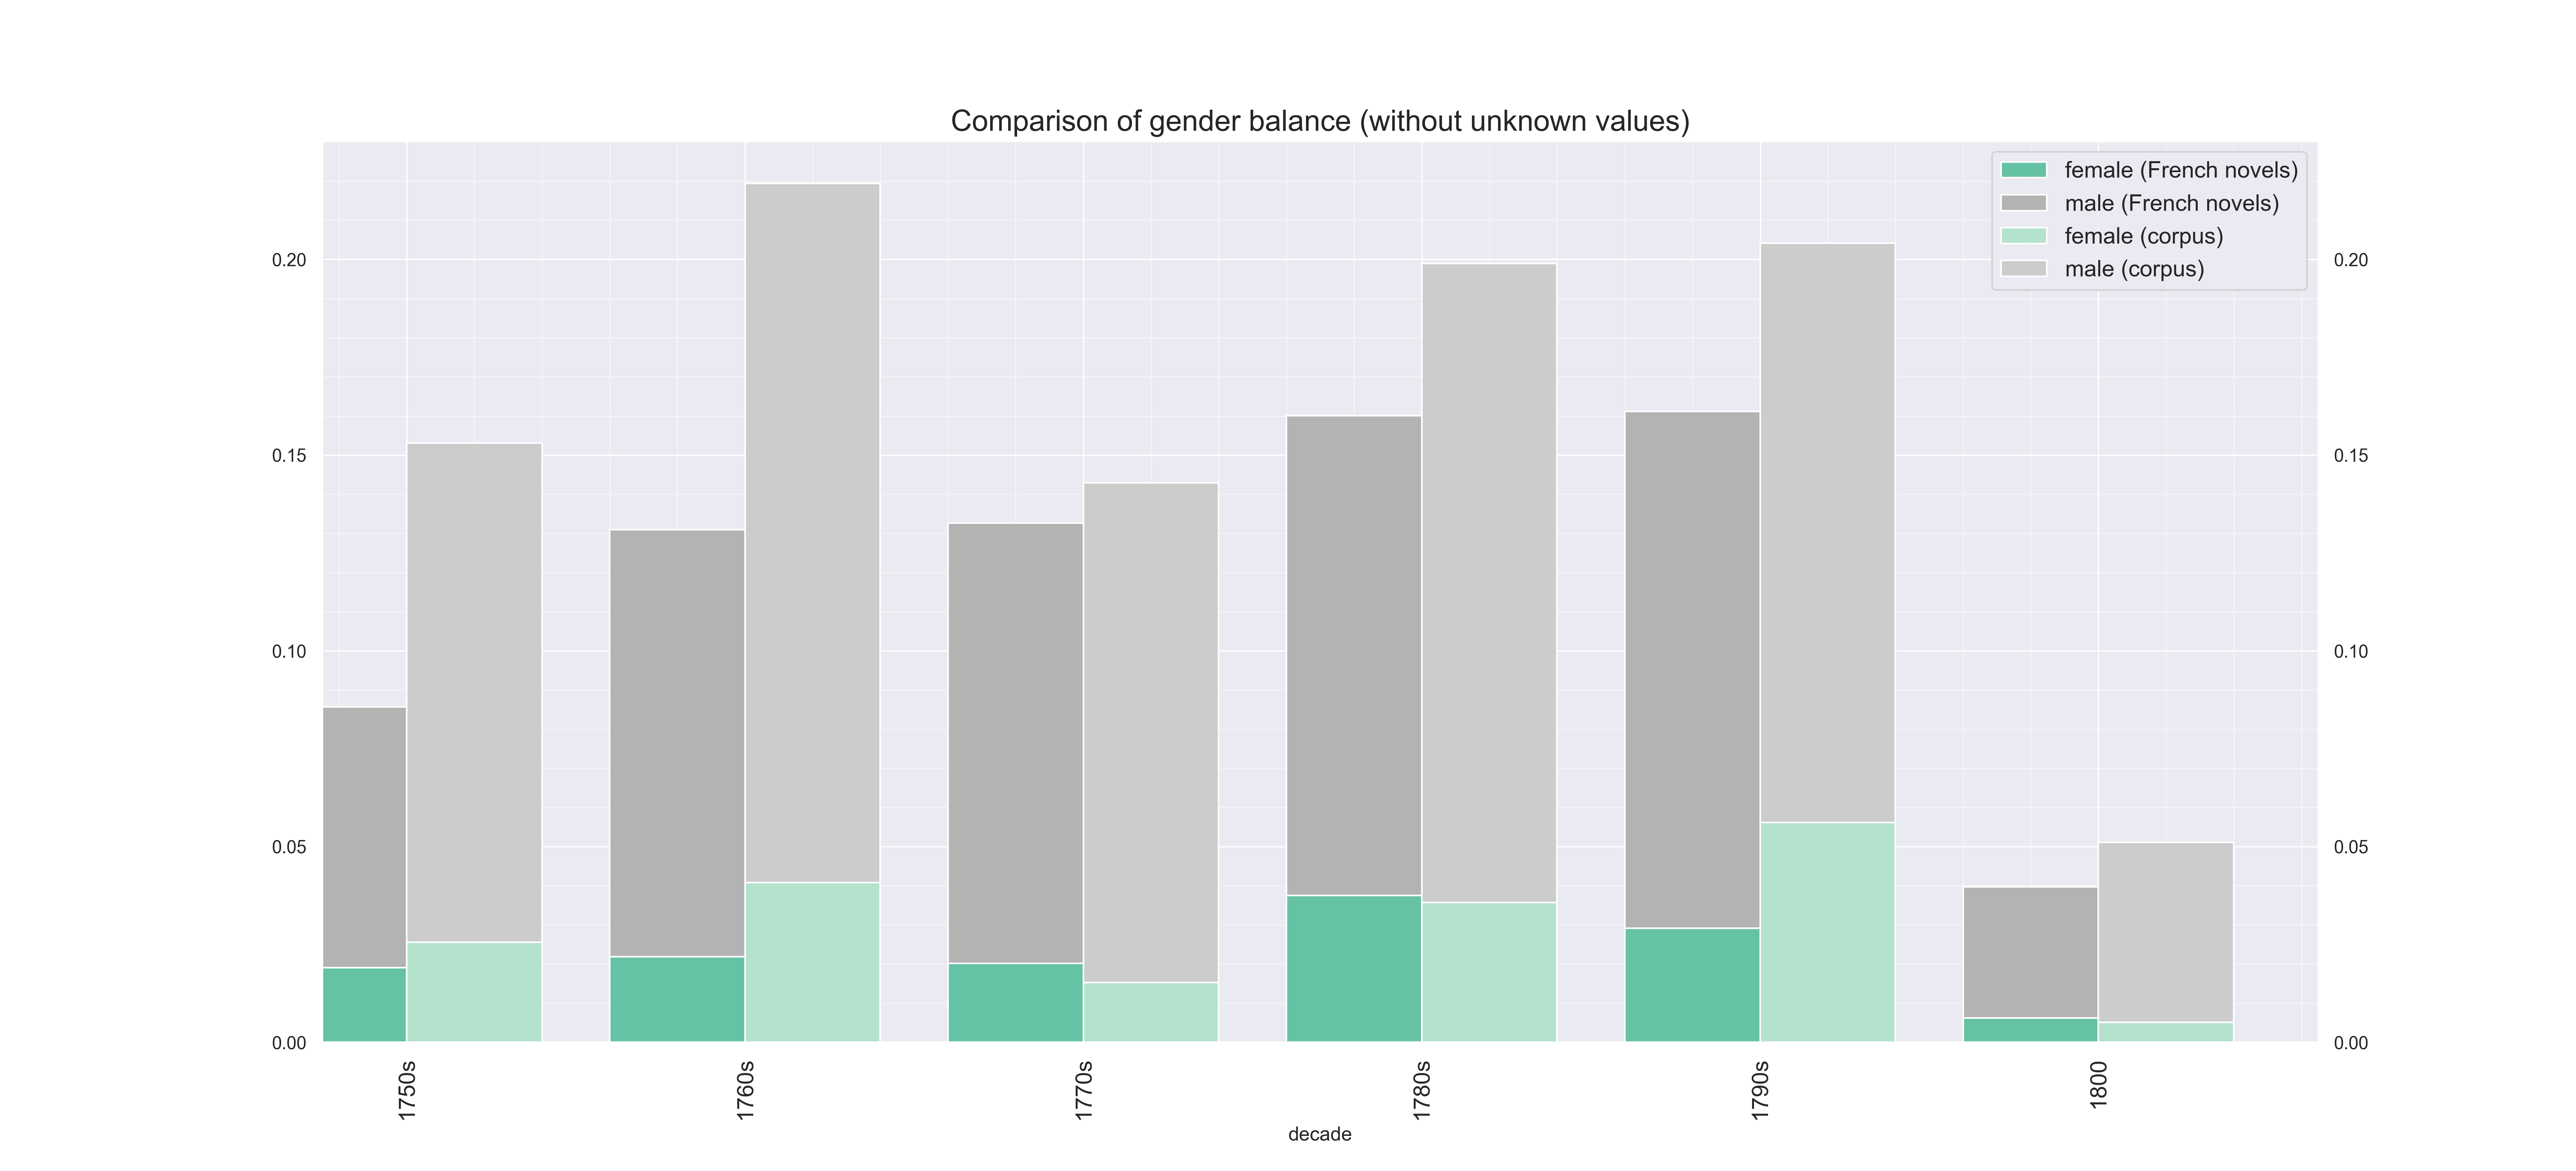 Comparison of gender balance (without unknown values)
female (French novels)
male (French novels)
female (corpus)
male (corpus)
0.20
0.15
0.10
0.05
0.00
0.20
0.15
0.10
0.05
0.00
1750s
1760s
1770s
1780s
1790s
1800
decade